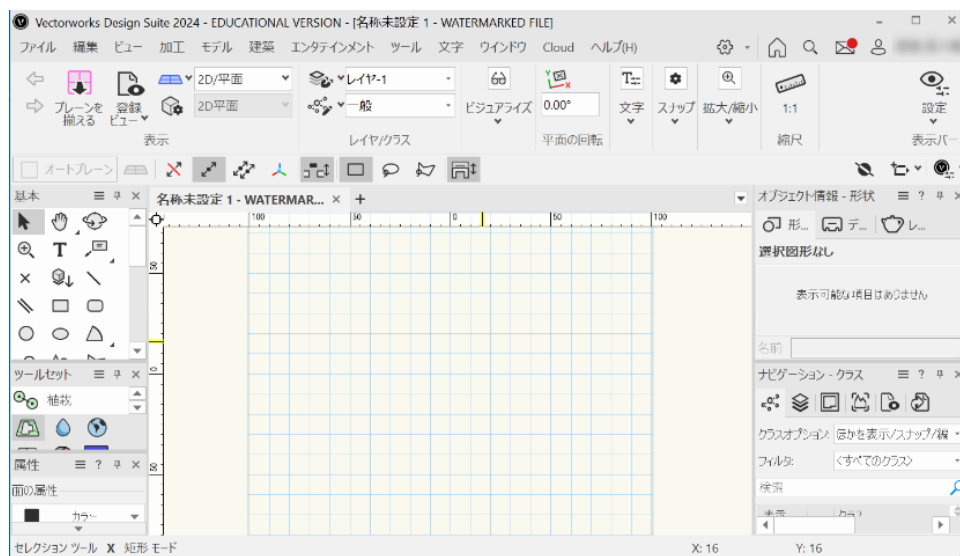 Vectorworks Design Suite 2024 - EDUCATIONAL VERSION - [名称未設定 1 - WATERMARKED FILE]
ファイル 編集 ビュー 加工 モデル 建築 エンタテインメント ツール 文字 ウインドウ Cloud ヘルプ(H)
プレーンを揃える
登録ビュー
2D/平面
2D平面
表示
レイヤ-1
一般
レイヤ/クラス
ビジュアライズ
0.00°
平面の回転
文字
スナップ
拡大/縮小
1:1
縮尺
設定
表示バー
オートプレーン
基本
名称未設定 1 - WATERMAR...
100 50 0 50 100
50
0
50
T
ツールセット
植栽
属性
面の属性
カラー
オブジェクト情報 - 形状
形... デ... レ...
選択図形なし
表示可能な項目はありません
名前
ナビゲーション - クラス
クラスオプション: ほかを表示/スナップ/編
フィルタ: <すべてのクラス>
検索
表示 クラス
セレクション ツール X 矩形 モード
X: 16 Y: 16